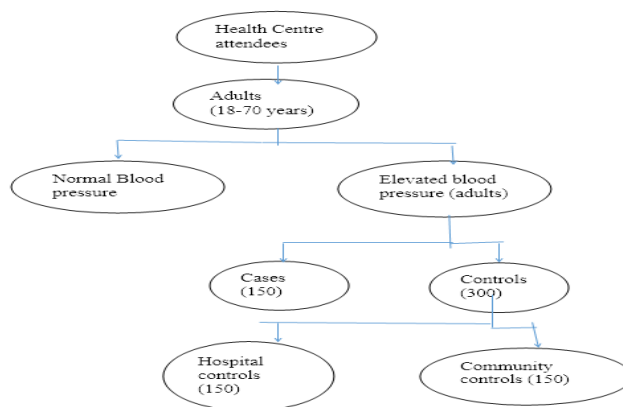 Health Centre
attendees
Adults
(18-70 years)
Normal Blood
pressure
Elevated blood
pressure (adults)
Cases
(150)
Controls
(300)
Hospital
controls
(150)
Community
controls (150)